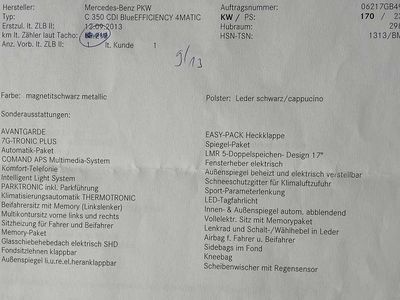 Hersteller: Mercedes-Benz PKW Auftragsnummer: 06217GB49
Typ: C 350 CDI BlueEFFICIENCY 4MATIC KW / PS: 170 / 23
Erstzul. lt. ZLB II: 12.09.2013 Hubraum: 298
km lt. Zähler laut Tacho: HSN-TSN: 1313/BM
Anz. Vorb. lt. ZLB II: lt. Kunde 1
9/13
Farbe: magnetitschwarz metallic Polster: Leder schwarz/cappucino
Sonderausstattungen:
AVANTGARDE
7G-TRONIC PLUS
Automatik-Paket
COMAND APS Multimedia-System
Komfort-Telefonie
Intelligent Light System
PARKTRONIC inkl. Parkführung
Klimatisierungsautomatik THERMOTRONIC
Beifahrersitz mit Memory (Linkslenker)
Multikontursitz vorne links und rechts
Sitzheizung für Fahrer und Beifahrer
Memory-Paket
Glasschiebehebedach elektrisch SHD
Fondsitzlehnen klappbar
Außenspiegel li.u.re.el.heranklappbar
EASY-PACK Heckklappe
Spiegel-Paket
LMR 5-Doppelspeichen- Design 17"
Fensterheber elektrisch
Außenspiegel beheizt und elektrisch verstellbar
Schneeschutzgitter für Klimaluftzufuhr
Sport-Parameterlenkung
LED-Tagfahrlicht
Innen- & Außenspiegel autom. abblendend
Vollelektr. Sitz mit Memorypaket
Lenkrad und Schalt-/Wählhebel in Leder
Airbag f. Fahrer u. Beifahrer
Sidebags im Fond
Kneebag
Scheibenwischer mit Regensensor